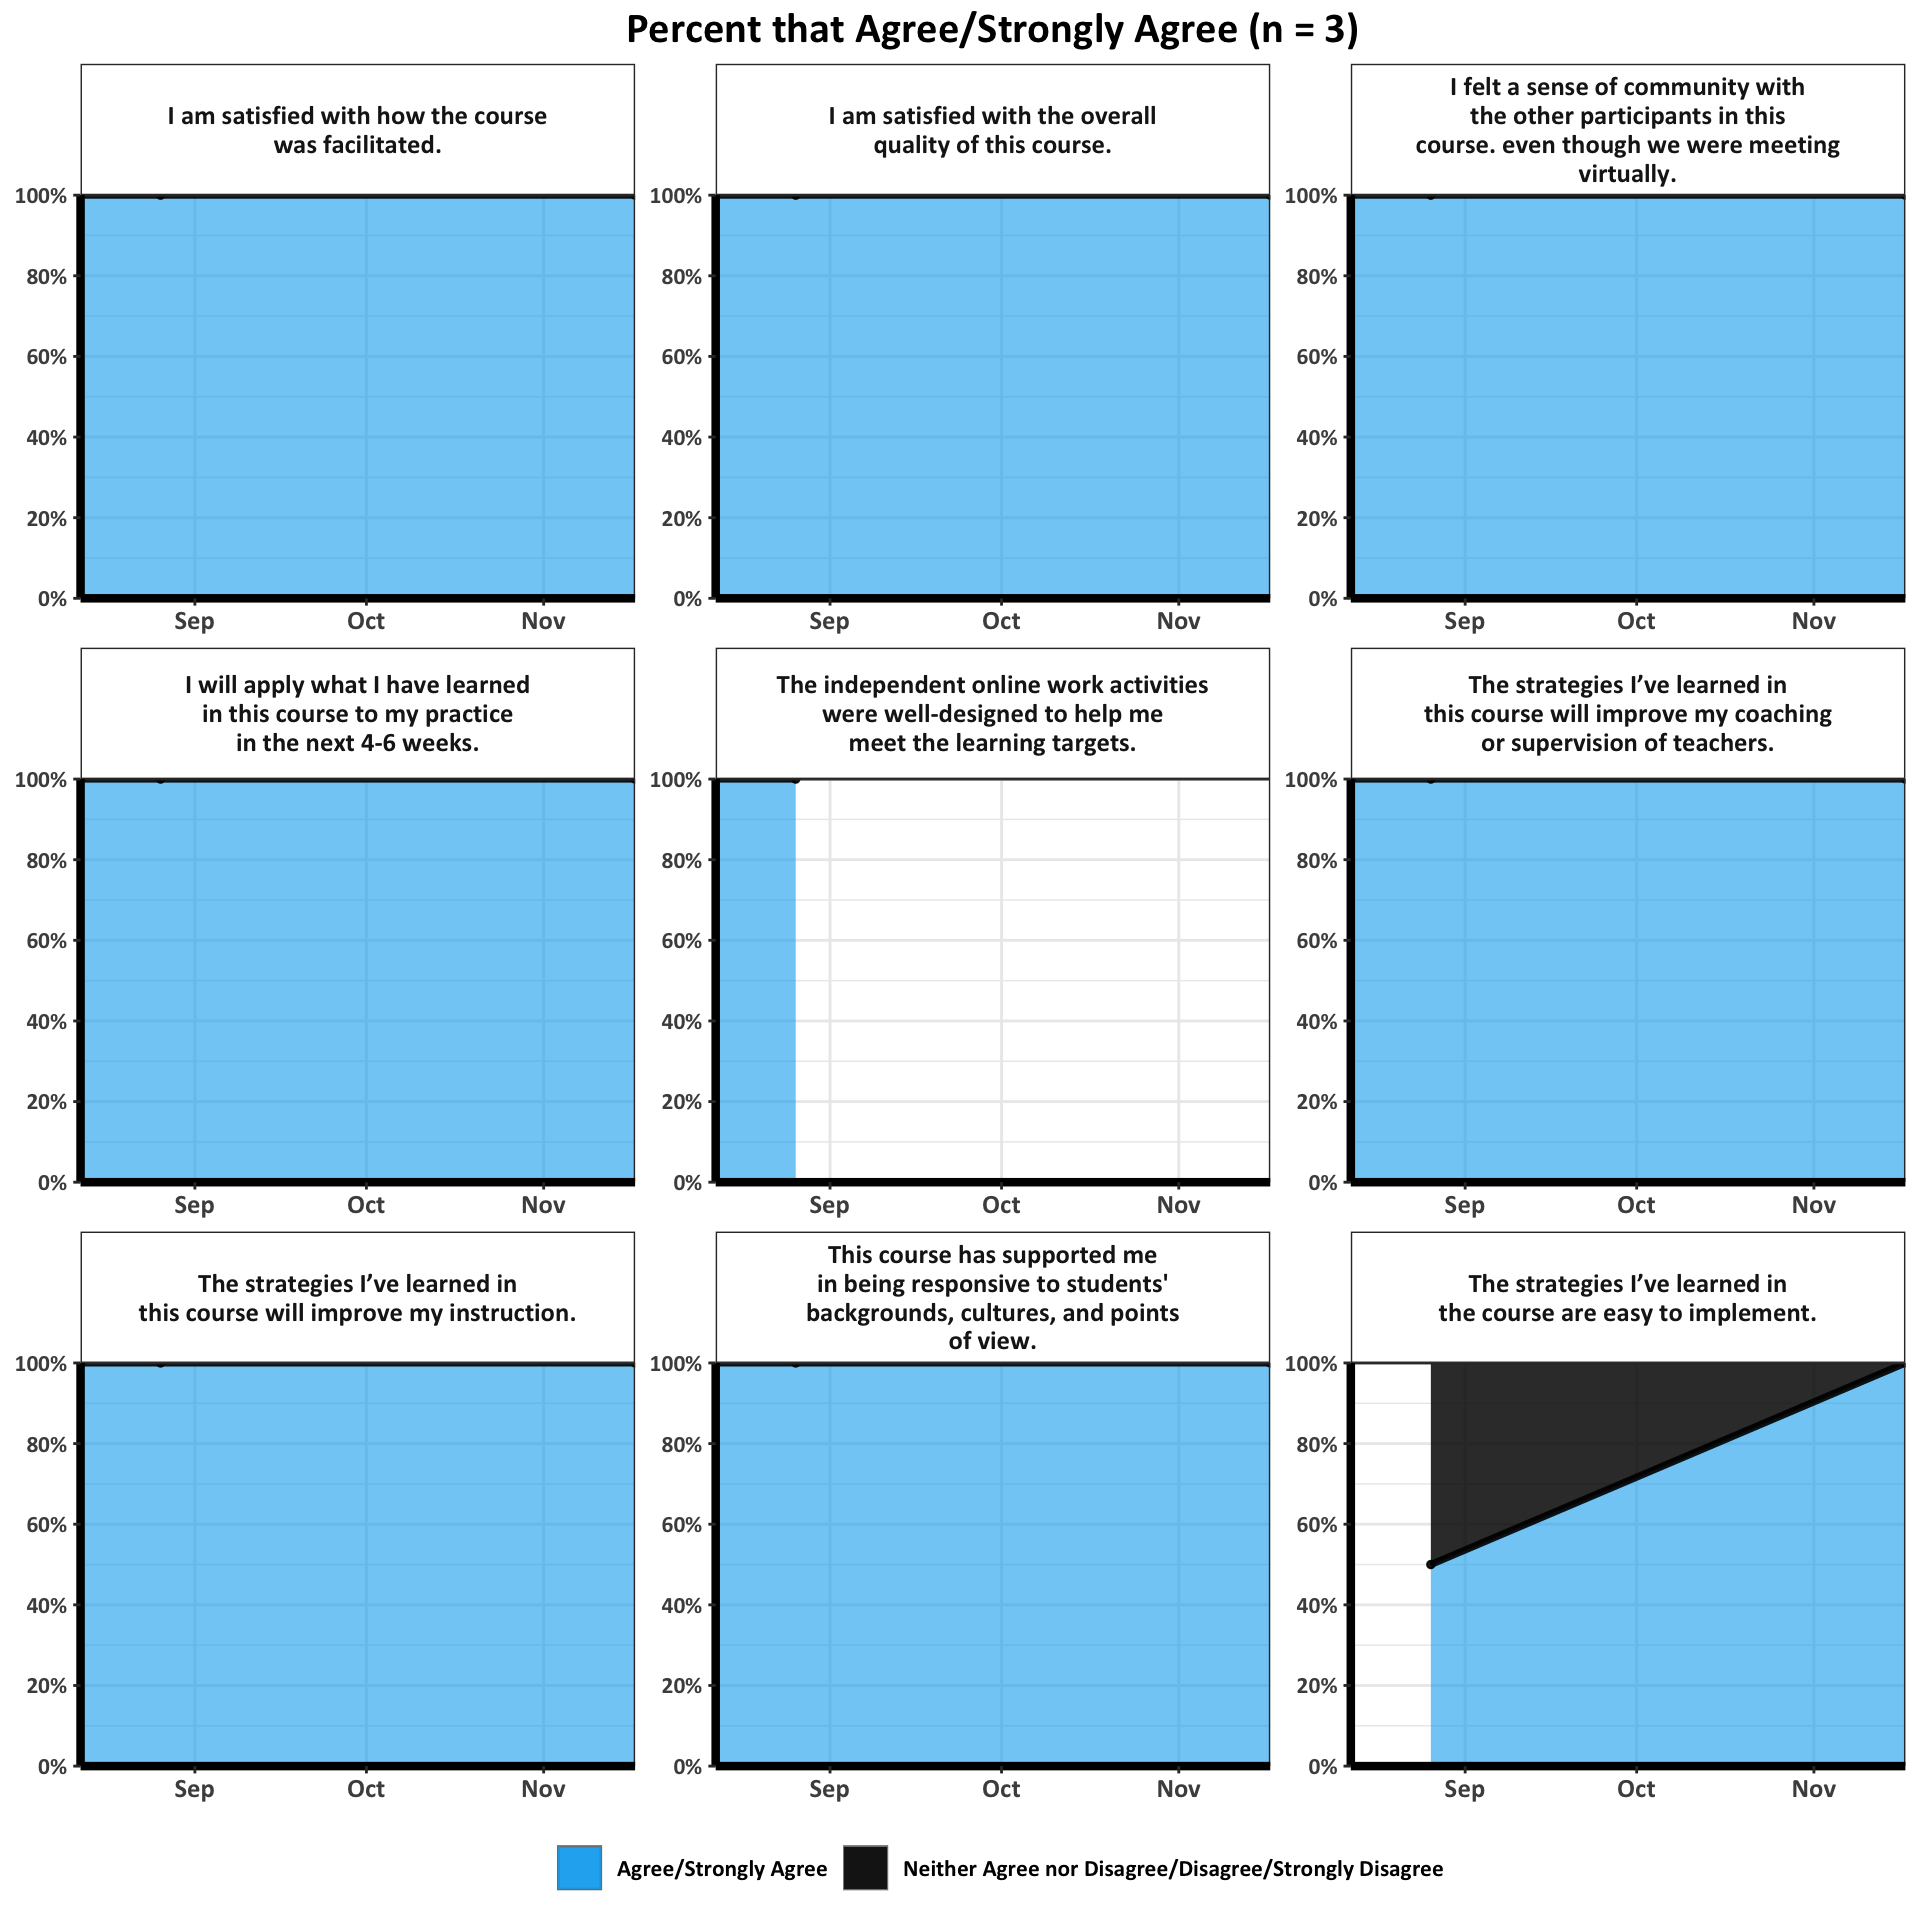 Percent that Agree/Strongly Agree (n = 3)
I am satisfied with how the course
was facilitated.
100%
80%
60%
40%
20%
0%
Sep Oct Nov
I am satisfied with the overall
quality of this course.
100%
80%
60%
40%
20%
0%
Sep Oct Nov
I felt a sense of community with
the other participants in this
course. even though we were meeting
virtually.
100%
80%
60%
40%
20%
0%
Sep Oct Nov
I will apply what I have learned
in this course to my practice
in the next 4-6 weeks.
100%
80%
60%
40%
20%
0%
Sep Oct Nov
The independent online work activities
were well-designed to help me
meet the learning targets.
100%
80%
60%
40%
20%
0%
Sep Oct Nov
The strategies I’ve learned in
this course will improve my coaching
or supervision of teachers.
100%
80%
60%
40%
20%
0%
Sep Oct Nov
The strategies I’ve learned in
this course will improve my instruction.
100%
80%
60%
40%
20%
0%
Sep Oct Nov
This course has supported me
in being responsive to students'
backgrounds, cultures, and points
of view.
100%
80%
60%
40%
20%
0%
Sep Oct Nov
The strategies I’ve learned in
the course are easy to implement.
100%
80%
60%
40%
20%
0%
Sep Oct Nov
Agree/Strongly Agree Neither Agree nor Disagree/Disagree/Strongly Disagree